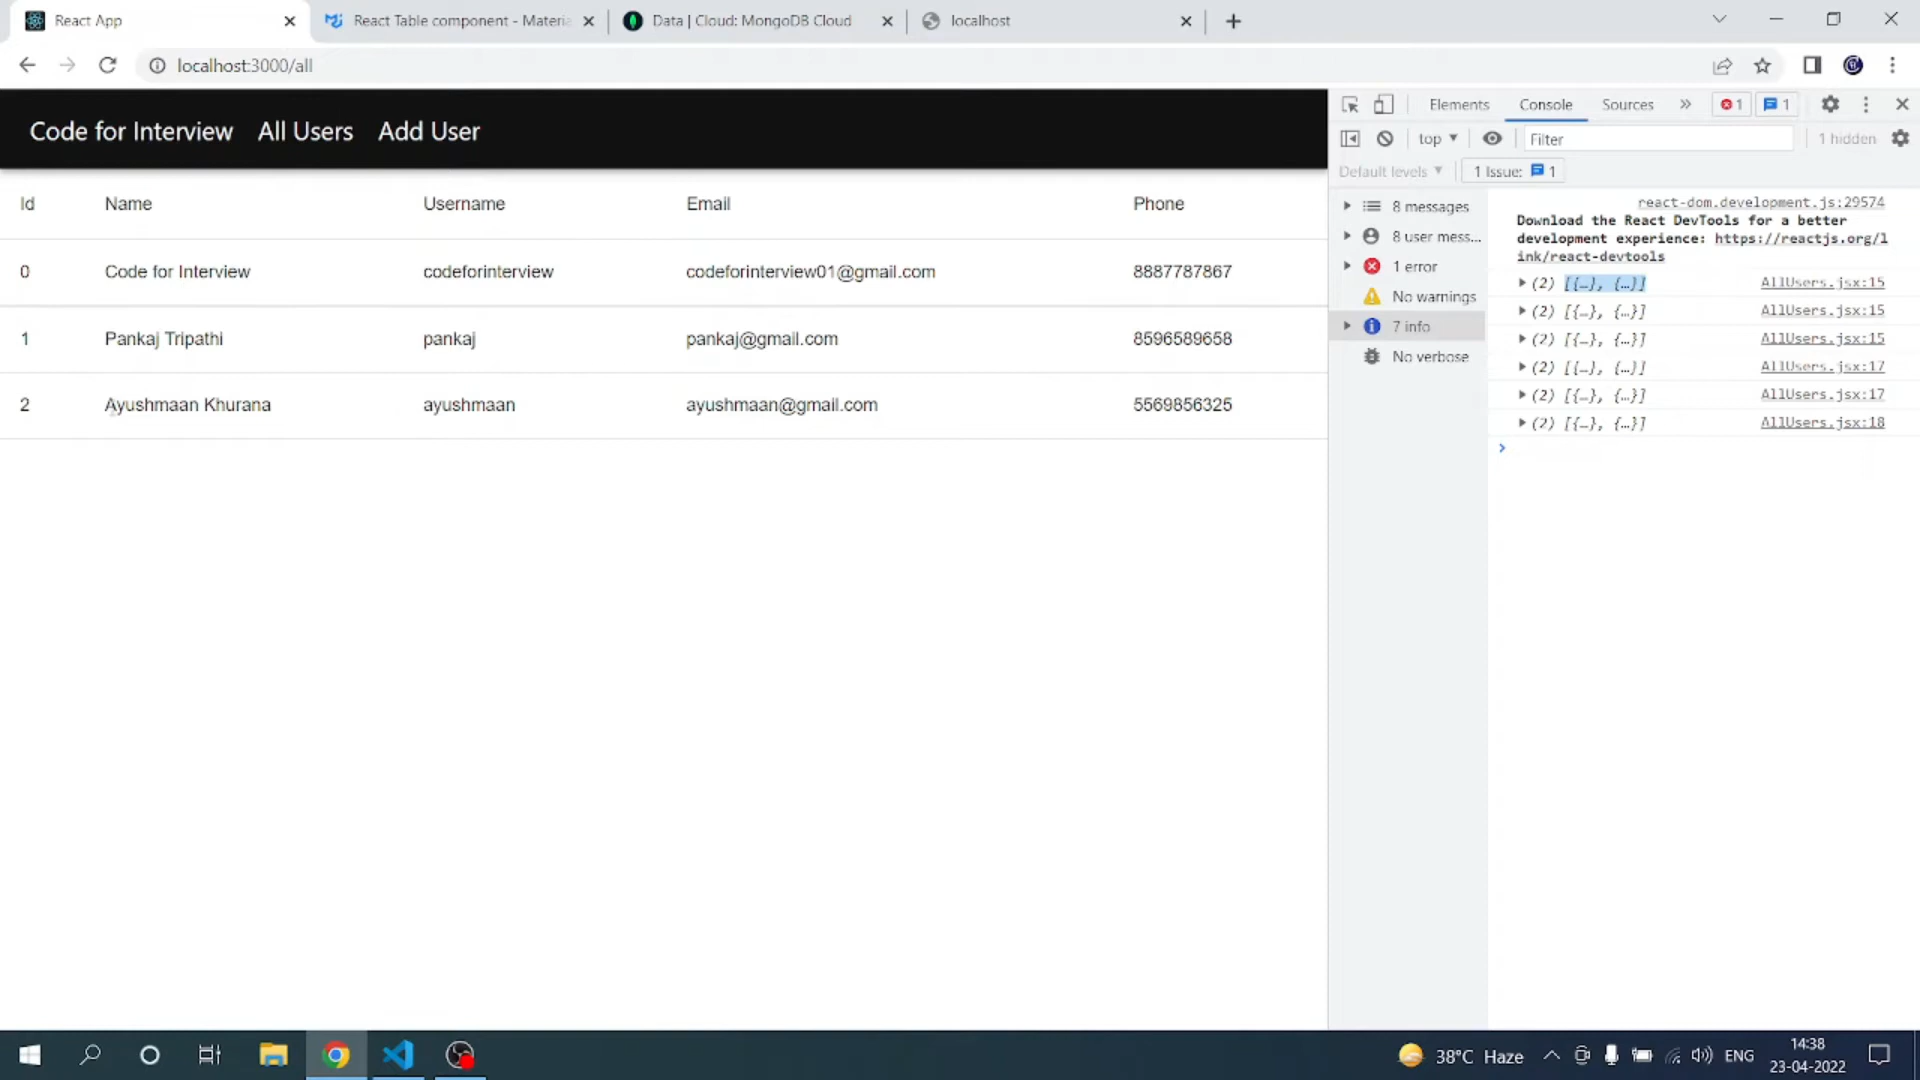 React App
React Table component - Materia
Data | Cloud: MongoDB Cloud
localhost
localhost:3000/all
Code for Interview All Users Add User
Id Name Username Email Phone
0 Code for Interview codeforinterview codeforinterview01@gmail.com 8887787867
1 Pankaj Tripathi pankaj pankaj@gmail.com 8596589658
2 Ayushmaan Khurana ayushmaan ayushmaan@gmail.com 5569856325
Elements Console Sources » 1 1
top Filter 1 hidden
Default levels 1 Issue: 1
8 messages
8 user mess...
1 error
No warnings
7 info
No verbose
react-dom.development.js:29574
Download the React DevTools for a better
development experience: https://reactjs.org/l
ink/react-devtools
(2) [{…}, {…}] AllUsers.jsx:15
(2) [{…}, {…}] AllUsers.jsx:15
(2) [{…}, {…}] AllUsers.jsx:15
(2) [{…}, {…}] AllUsers.jsx:17
(2) [{…}, {…}] AllUsers.jsx:17
(2) [{…}, {…}] AllUsers.jsx:18
38°C Haze ENG
14:38
23-04-2022